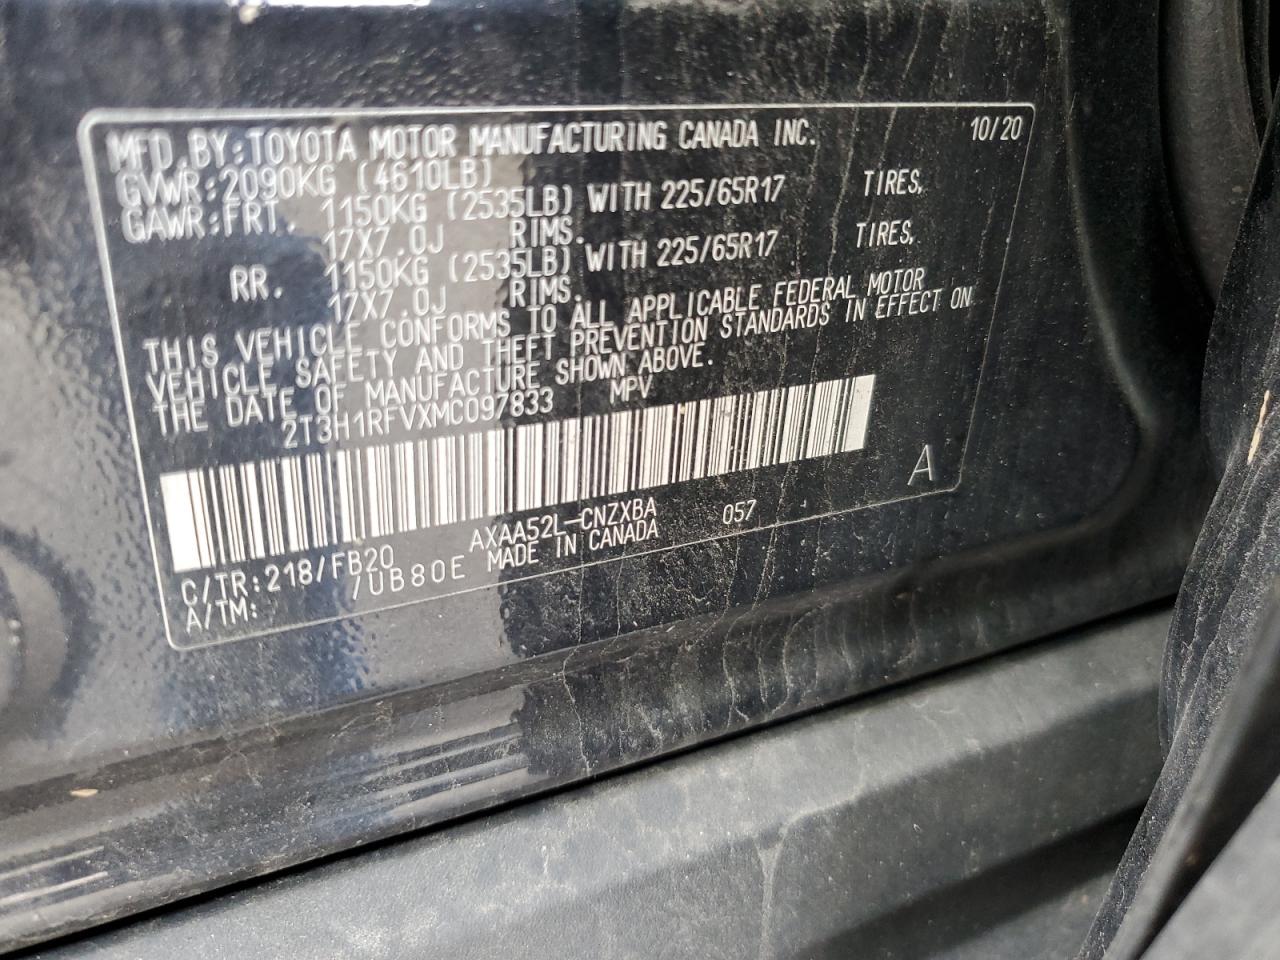 MFD.BY:TOYOTA MOTOR MANUFACTURING CANADA INC. 10/20
GVWR:2090KG (4610LB)
GAWR:FRT. 1150KG (2535LB) WITH 225/65R17 TIRES,
17X7.0J RIMS.
RR. 1150KG (2535LB) WITH 225/65R17 TIRES,
17X7.0J RIMS.
THIS VEHICLE CONFORMS TO ALL APPLICABLE FEDERAL MOTOR
VEHICLE SAFETY AND THEFT PREVENTION STANDARDS IN EFFECT ON
THE DATE OF MANUFACTURE SHOWN ABOVE.
2T3H1RFVXMC097833 MPV
A
C/TR:218/FB20 AXAA52L-CNZXBA 057
A/TM: /UB80E MADE IN CANADA